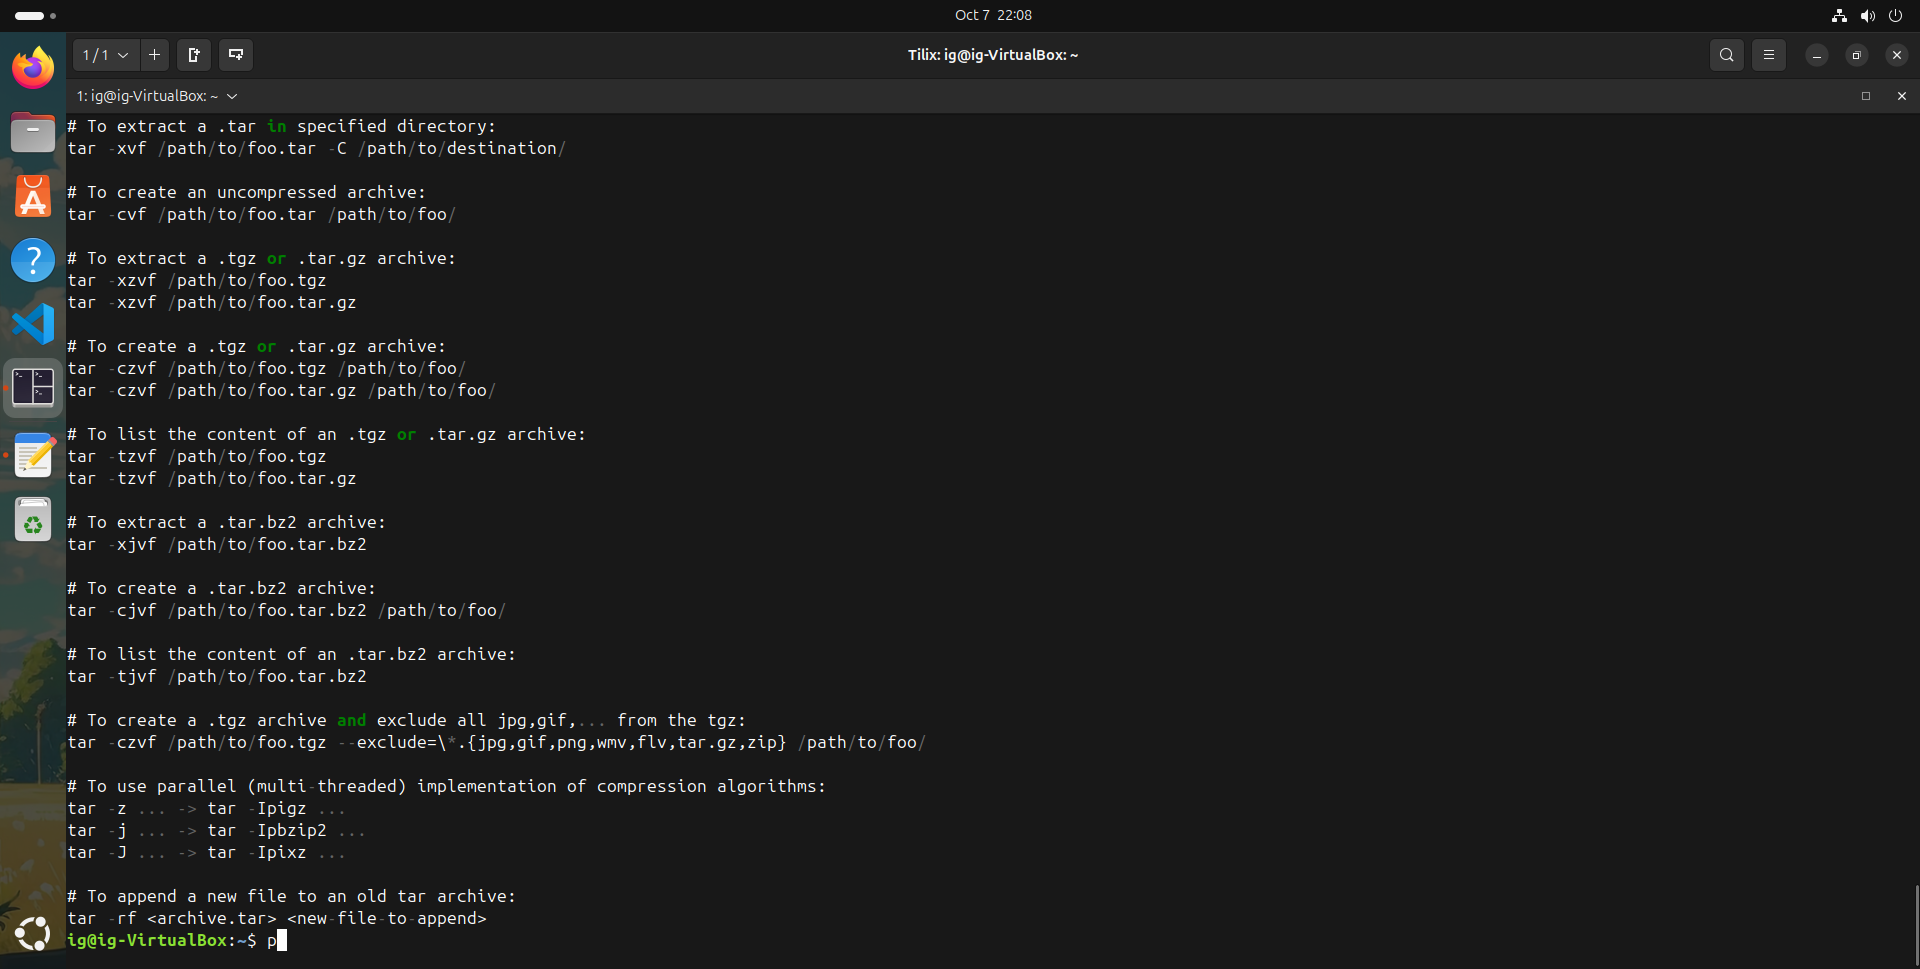 Oct 7 22:08
1 / 1
Tilix: ig@ig-VirtualBox: ~
1: ig@ig-VirtualBox: ~
# To extract a .tar in specified directory:
tar -xvf /path/to/foo.tar -C /path/to/destination/
# To create an uncompressed archive:
tar -cvf /path/to/foo.tar /path/to/foo/
# To extract a .tgz or .tar.gz archive:
tar -xzvf /path/to/foo.tgz
tar -xzvf /path/to/foo.tar.gz
# To create a .tgz or .tar.gz archive:
tar -czvf /path/to/foo.tgz /path/to/foo/
tar -czvf /path/to/foo.tar.gz /path/to/foo/
# To list the content of an .tgz or .tar.gz archive:
tar -tzvf /path/to/foo.tgz
tar -tzvf /path/to/foo.tar.gz
# To extract a .tar.bz2 archive:
tar -xjvf /path/to/foo.tar.bz2
# To create a .tar.bz2 archive:
tar -cjvf /path/to/foo.tar.bz2 /path/to/foo/
# To list the content of an .tar.bz2 archive:
tar -tjvf /path/to/foo.tar.bz2
# To create a .tgz archive and exclude all jpg,gif,... from the tgz:
tar -czvf /path/to/foo.tgz --exclude=\*.{jpg,gif,png,wmv,flv,tar.gz,zip} /path/to/foo/
# To use parallel (multi-threaded) implementation of compression algorithms:
tar -z ... -> tar -Ipigz ...
tar -j ... -> tar -Ipbzip2 ...
tar -J ... -> tar -Ipixz ...
# To append a new file to an old tar archive:
tar -rf <archive.tar> <new-file-to-append>
ig@ig-VirtualBox:~$ p